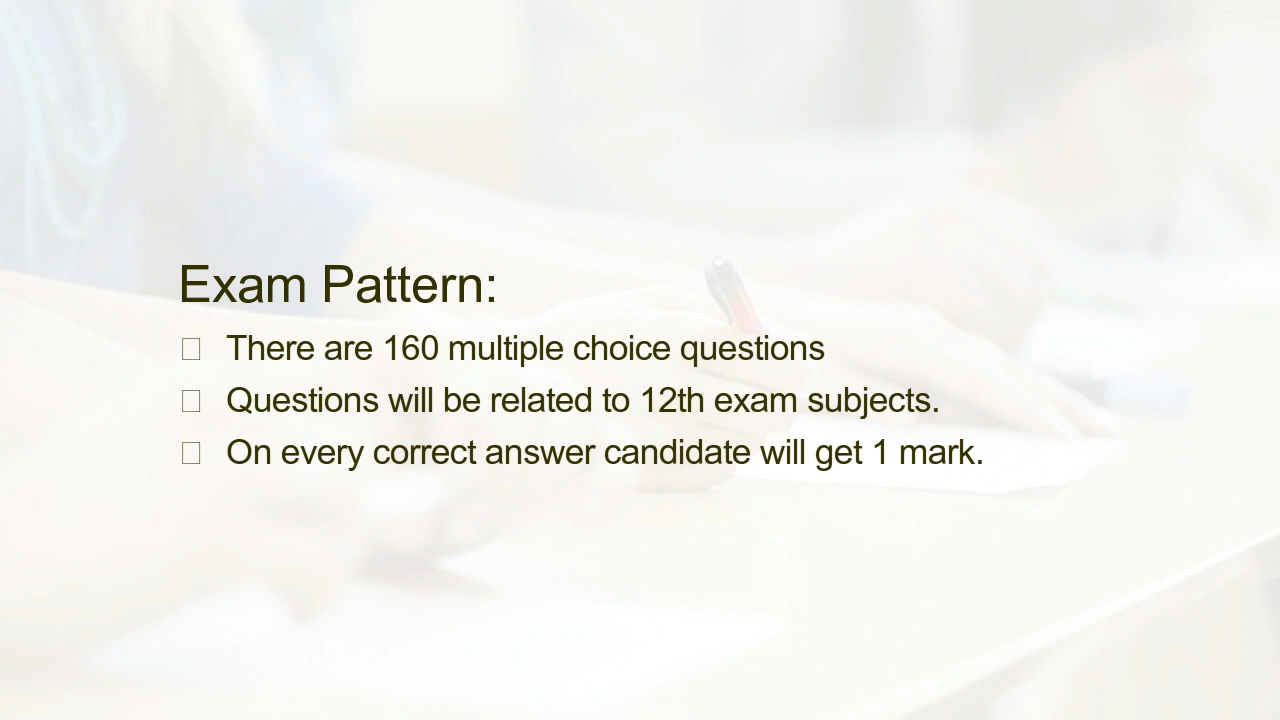 Exam Pattern:
There are 160 multiple choice questions
Questions will be related to 12th exam subjects.
On every correct answer candidate will get 1 mark.